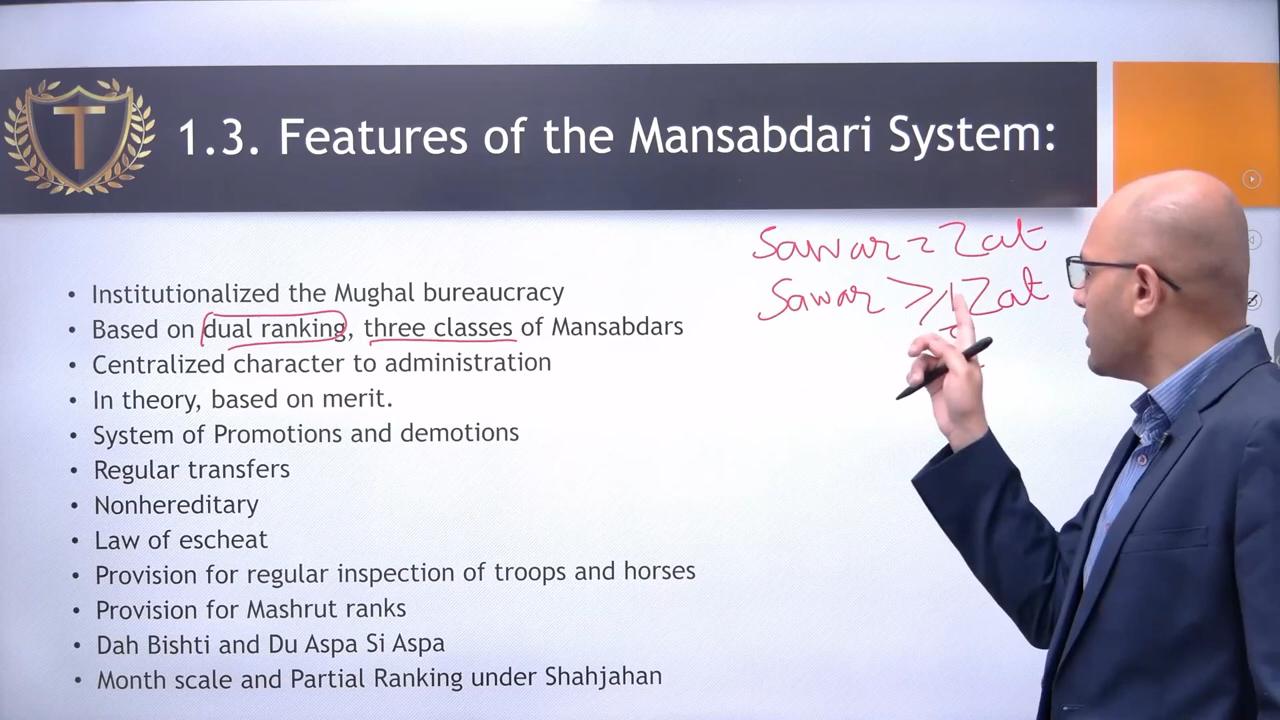 T
1.3. Features of the Mansabdari System:
Sawar = Zat
Sawar > 1 Zat
• Institutionalized the Mughal bureaucracy
• Based on dual ranking, three classes of Mansabdars
• Centralized character to administration
• In theory, based on merit.
• System of Promotions and demotions
• Regular transfers
• Nonhereditary
• Law of escheat
• Provision for regular inspection of troops and horses
• Provision for Mashrut ranks
• Dah Bishti and Du Aspa Si Aspa
• Month scale and Partial Ranking under Shahjahan